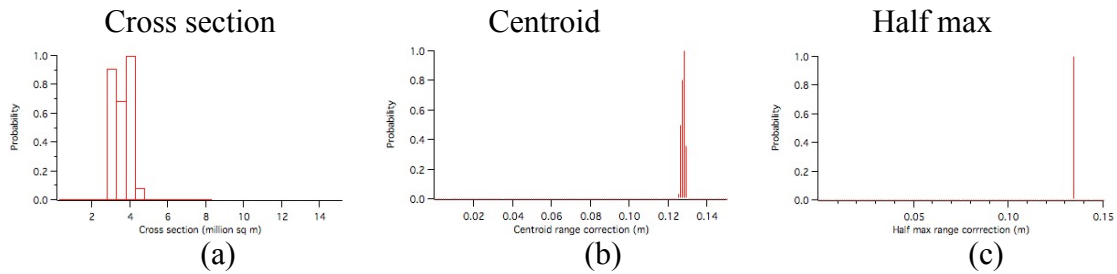 Cross section
Centroid
Half max
1.0
0.8
0.6
0.4
0.2
0.0
Probability
2 4 6 8 10 12 14
Cross section (million sq m)
(a)
1.0
0.8
0.6
0.4
0.2
0.0
Probability
0.02 0.04 0.06 0.08 0.10 0.12 0.14
Centroid range correction (m)
(b)
1.0
0.8
0.6
0.4
0.2
0.0
Probability
0.05 0.10 0.15
Half max range corrrection (m)
(c)